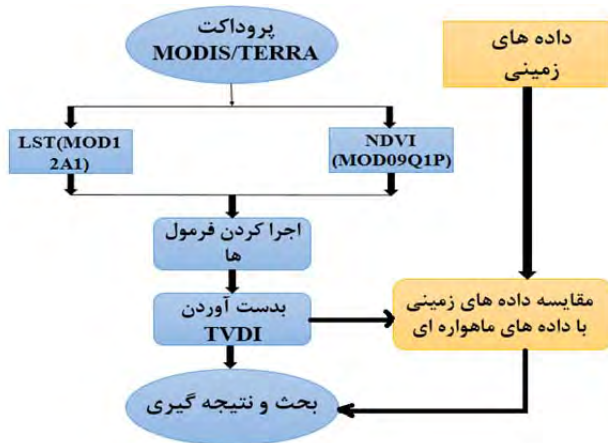 پروداکت
MODIS/TERRA
داده های
زمینی
LST(MOD1
2A1)
NDVI
(MOD09Q1P)
اجرا کردن فرمول
ها
بدست آوردن
TVDI
مقایسه داده های زمینی
با داده های ماهواره ای
بحث و نتیجه گیری